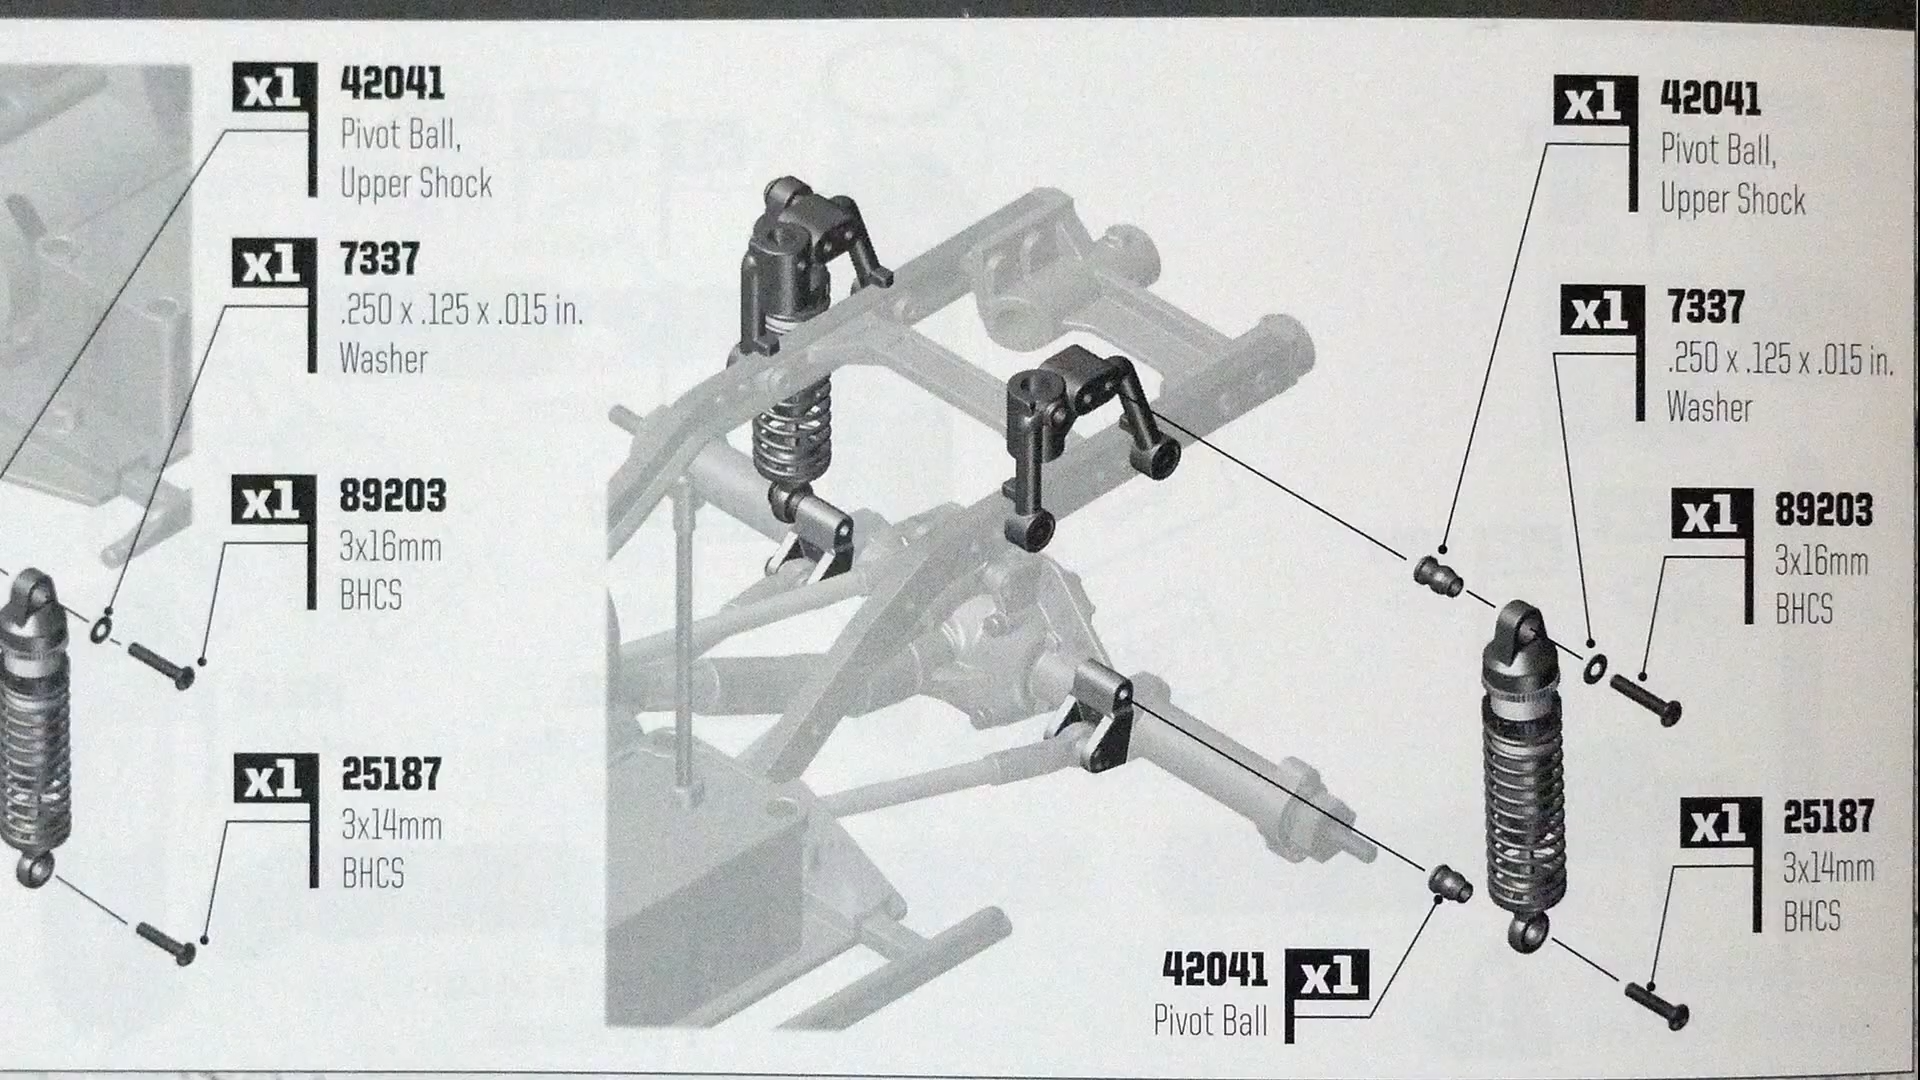 x1 42041
Pivot Ball,
Upper Shock
x1 7337
.250 x .125 x .015 in.
Washer
x1 89203
3x16mm
BHCS
x1 25187
3x14mm
BHCS
x1 42041
Pivot Ball,
Upper Shock
x1 7337
.250 x .125 x .015 in.
Washer
x1 89203
3x16mm
BHCS
x1 25187
3x14mm
BHCS
42041 x1
Pivot Ball